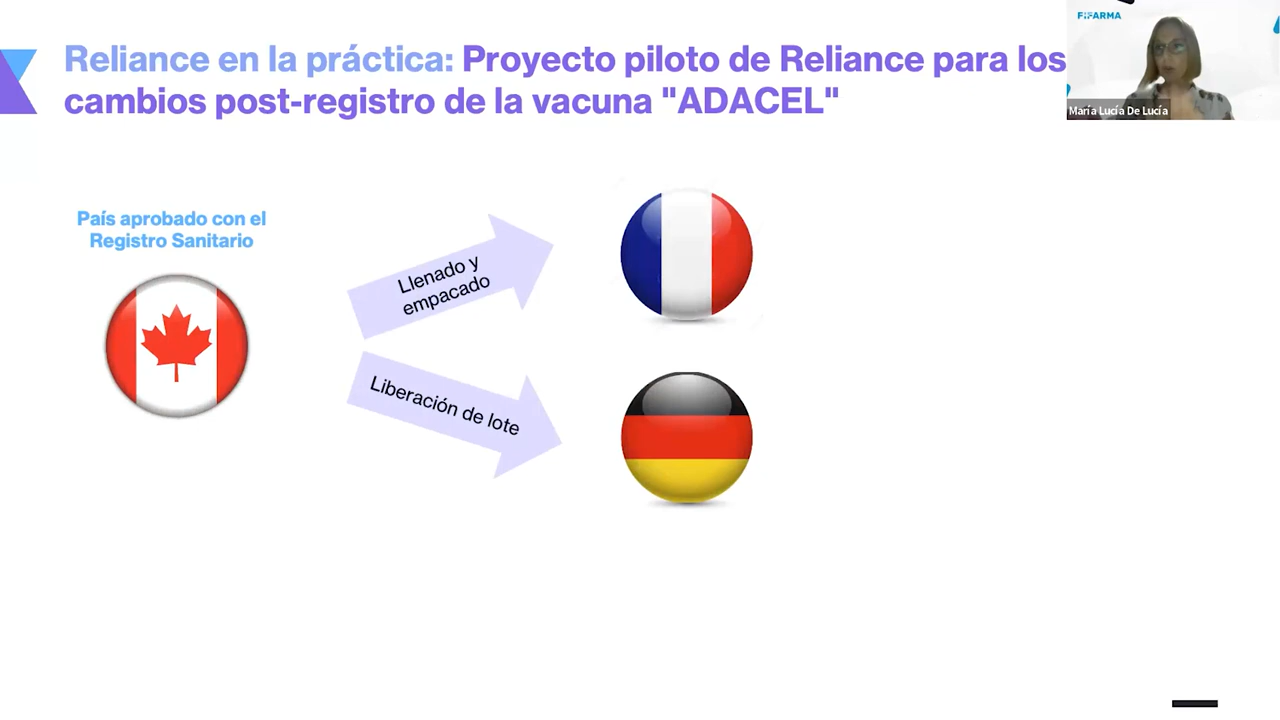 Reliance en la práctica: Proyecto piloto de Reliance para los
cambios post-registro de la vacuna "ADACEL"
FIFARMA
María Lucía De Lucía
País aprobado con el
Registro Sanitario
Llenado y
empacado
Liberación de lote